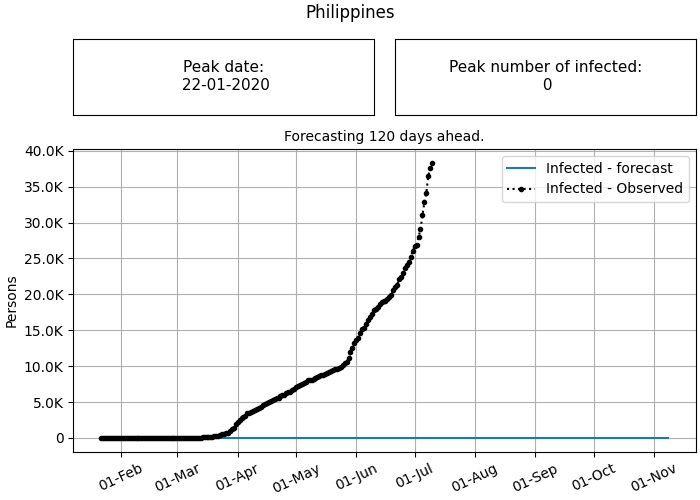 Philippines
Peak date:
22-01-2020
Peak number of infected:
0
Forecasting 120 days ahead.
40.0K
35.0K
30.0K
25.0K
20.0K
15.0K
10.0K
5.0K
0
Persons
Infected - forecast
Infected - Observed
01-Feb
01-Mar
01-Apr
01-May
01-Jun
01-Jul
01-Aug
01-Sep
01-Oct
01-Nov